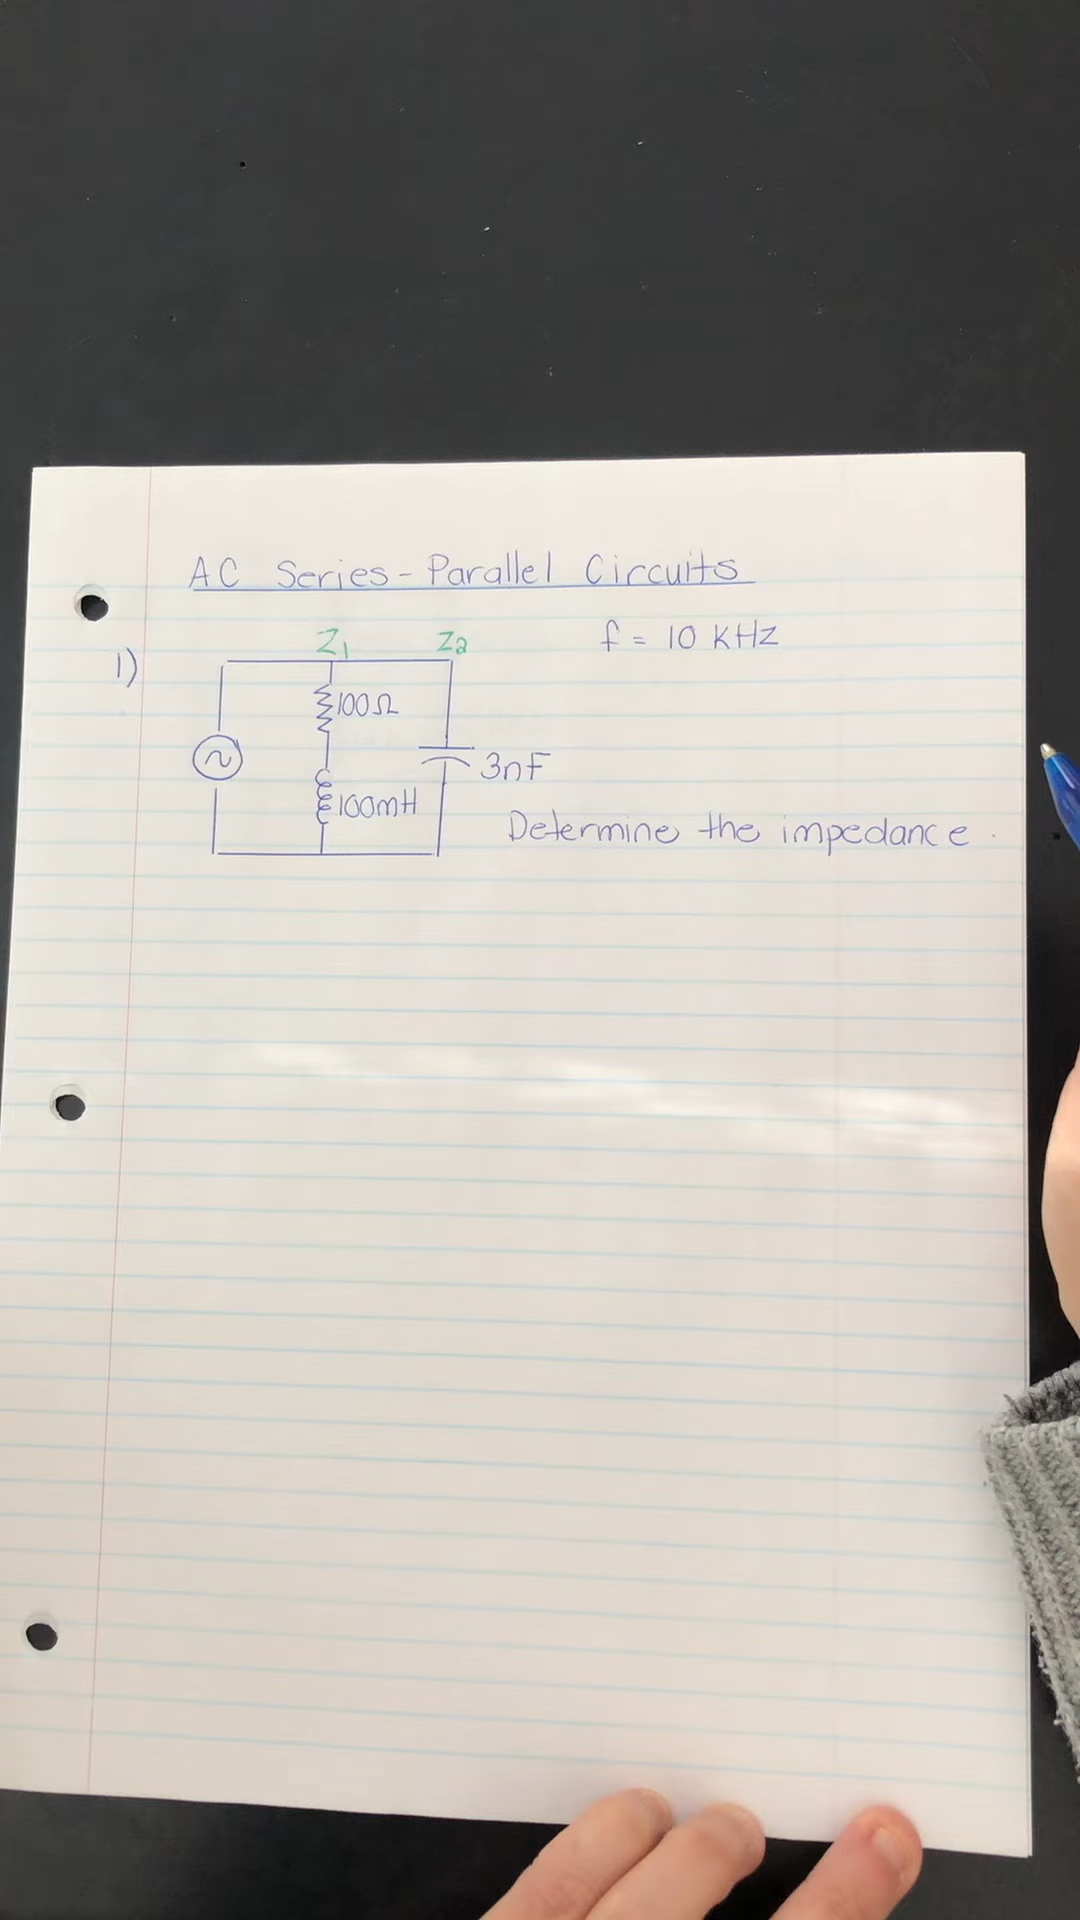 AC Series - Parallel Circuits
Z1 Z2 f = 10 KHz
1)
100Ω
3nF
100mH
Determine the impedance.